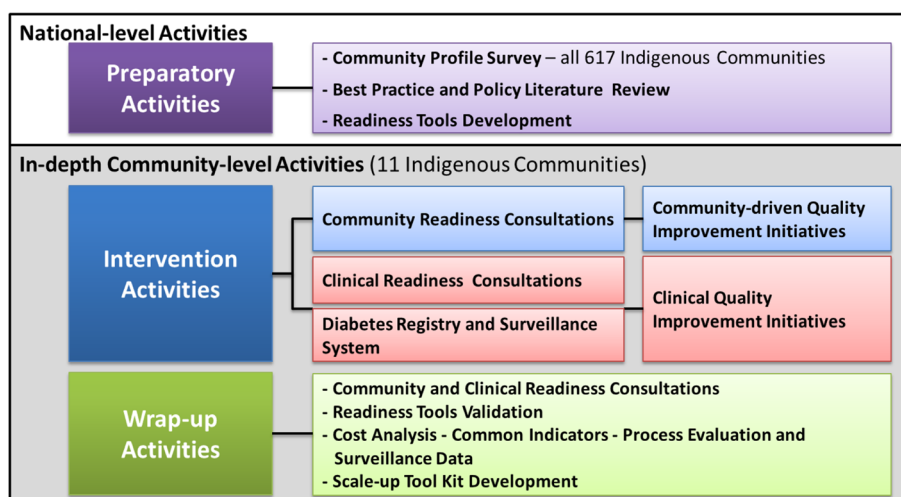 National-level Activities
Preparatory
Activities
- Community Profile Survey – all 617 Indigenous Communities
- Best Practice and Policy Literature Review
- Readiness Tools Development
In-depth Community-level Activities (11 Indigenous Communities)
Intervention
Activities
Community Readiness Consultations
Community-driven Quality
Improvement Initiatives
Clinical Readiness Consultations
Diabetes Registry and Surveillance
System
Clinical Quality
Improvement Initiatives
Wrap-up
Activities
- Community and Clinical Readiness Consultations
- Readiness Tools Validation
- Cost Analysis - Common Indicators - Process Evaluation and
Surveillance Data
- Scale-up Tool Kit Development